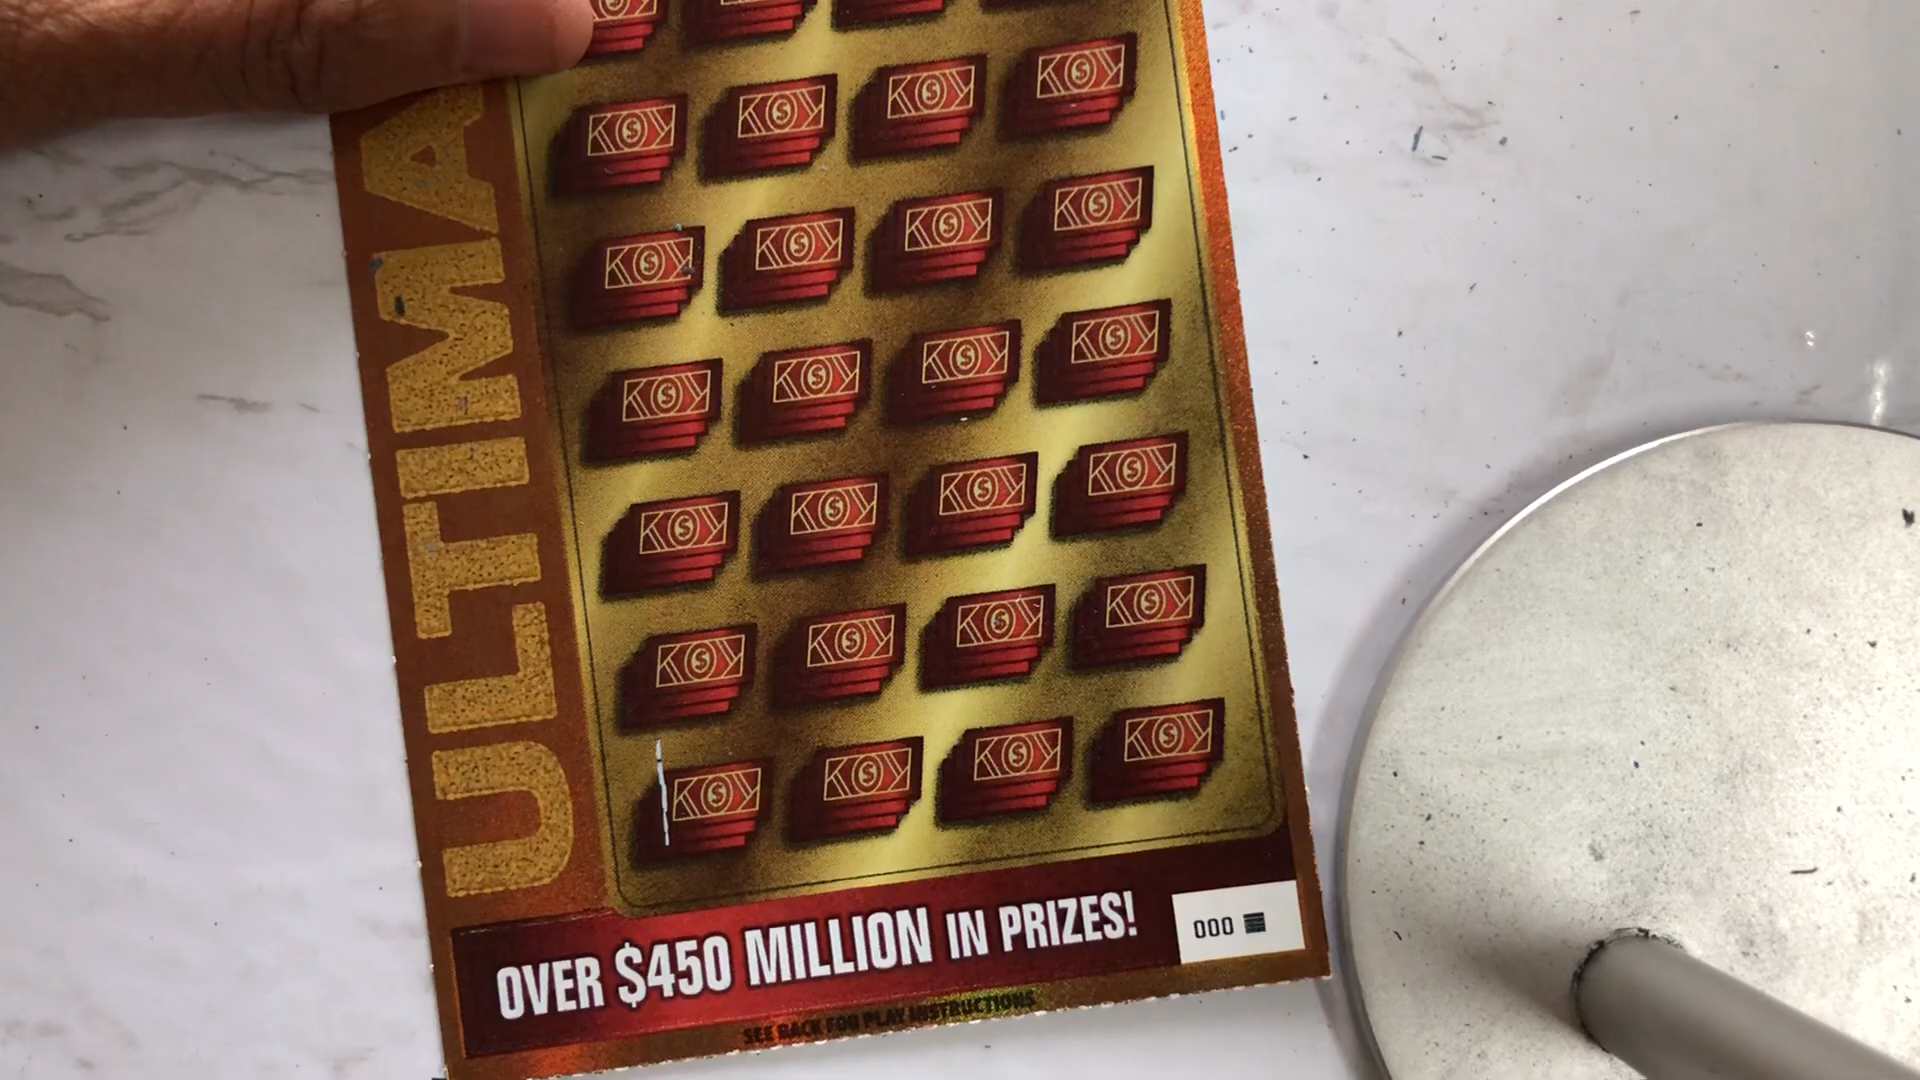 ULTIMA
OVER $450 MILLION IN PRIZES!
000
SEE BACK FOR PLAY INSTRUCTIONS